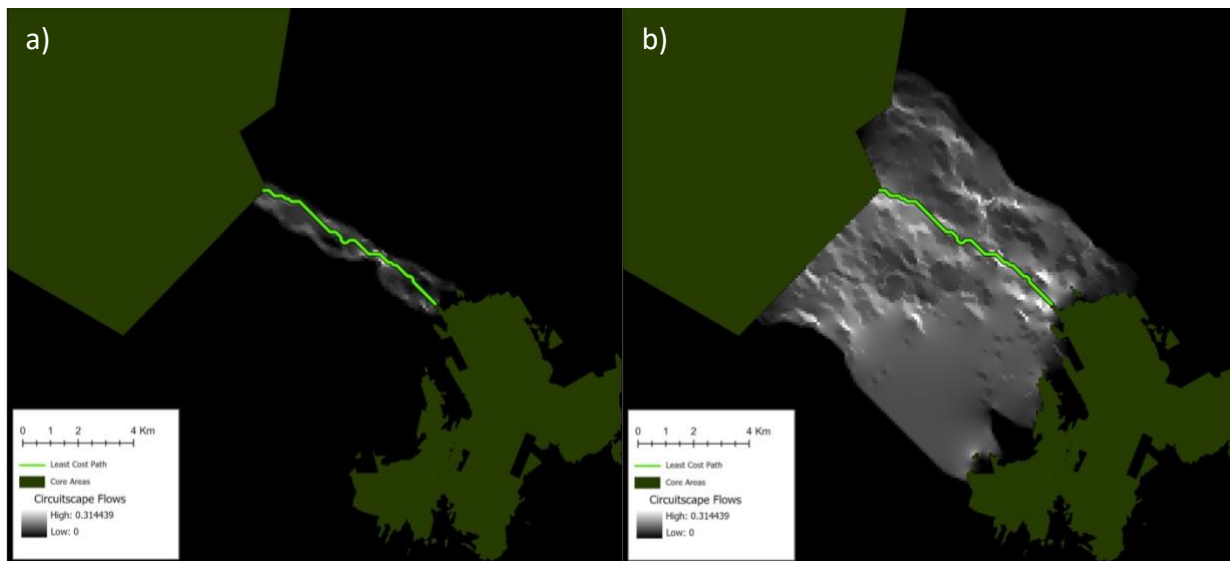 a)
0 1 2 4 Km
Least Cost Path
Core Areas
Circuitscape Flows
High: 0.314439
Low: 0
b)
0 1 2 4 Km
Least Cost Path
Core Areas
Circuitscape Flows
High: 0.314439
Low: 0